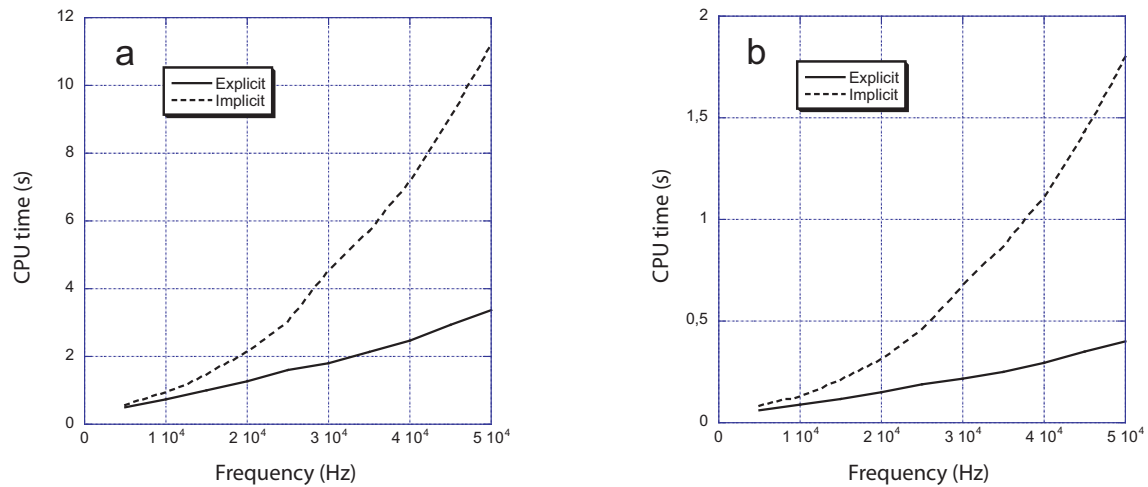 a
Explicit
Implicit
CPU time (s)
12
10
8
6
4
2
0
0
1 10⁴
2 10⁴
3 10⁴
4 10⁴
5 10⁴
Frequency (Hz)
b
Explicit
Implicit
CPU time (s)
2
1,5
1
0,5
0
0
1 10⁴
2 10⁴
3 10⁴
4 10⁴
5 10⁴
Frequency (Hz)